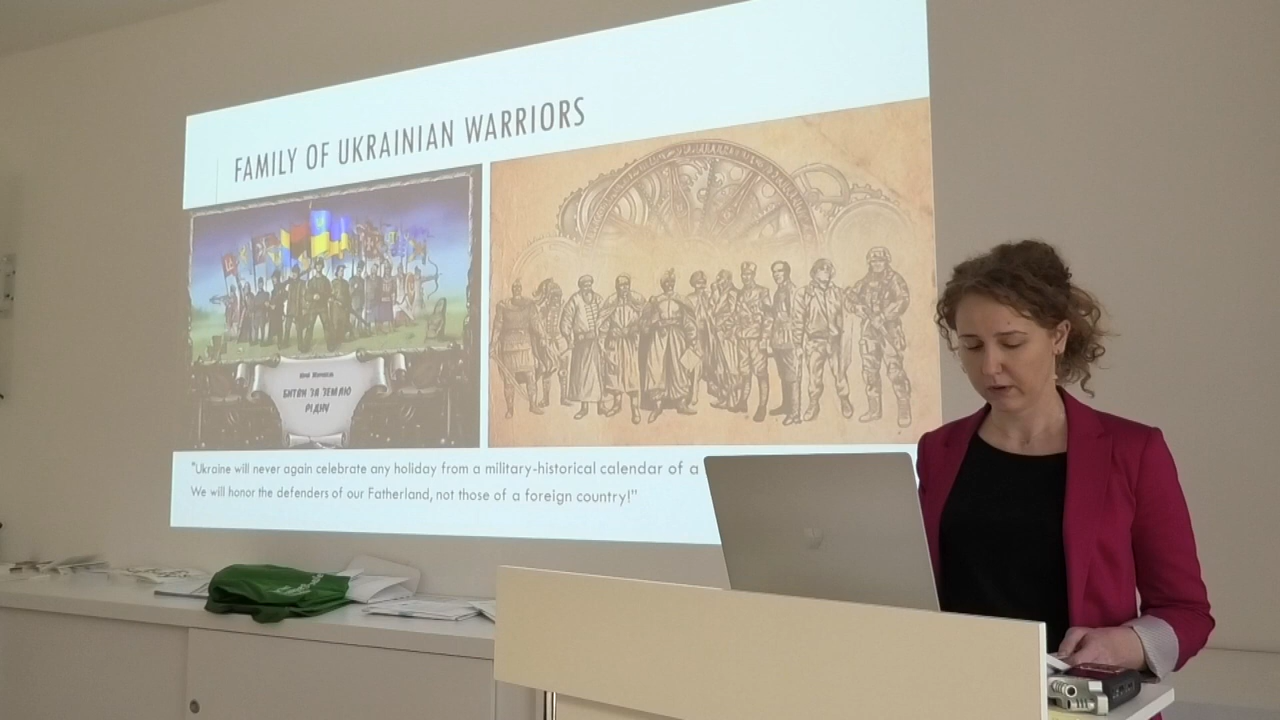 FAMILY OF UKRAINIAN WARRIORS
БИТВИ ЗА ЗЕМЛЮ
РІДНУ
"Ukraine will never again celebrate any holiday from a military-historical calendar of a
We will honor the defenders of our Fatherland, not those of a foreign country!"